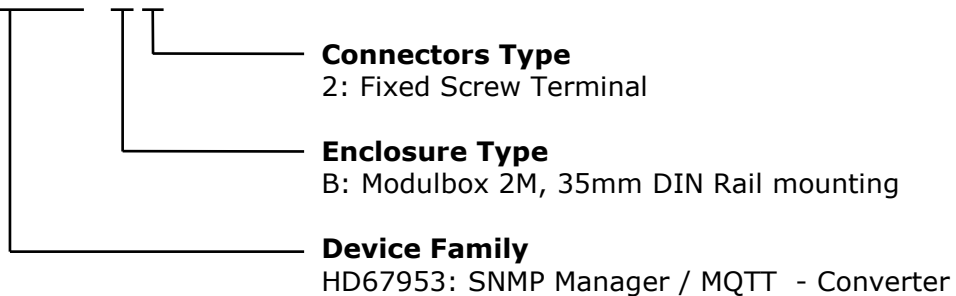 Connectors Type
2: Fixed Screw Terminal
Enclosure Type
B: Modulbox 2M, 35mm DIN Rail mounting
Device Family
HD67953: SNMP Manager / MQTT - Converter